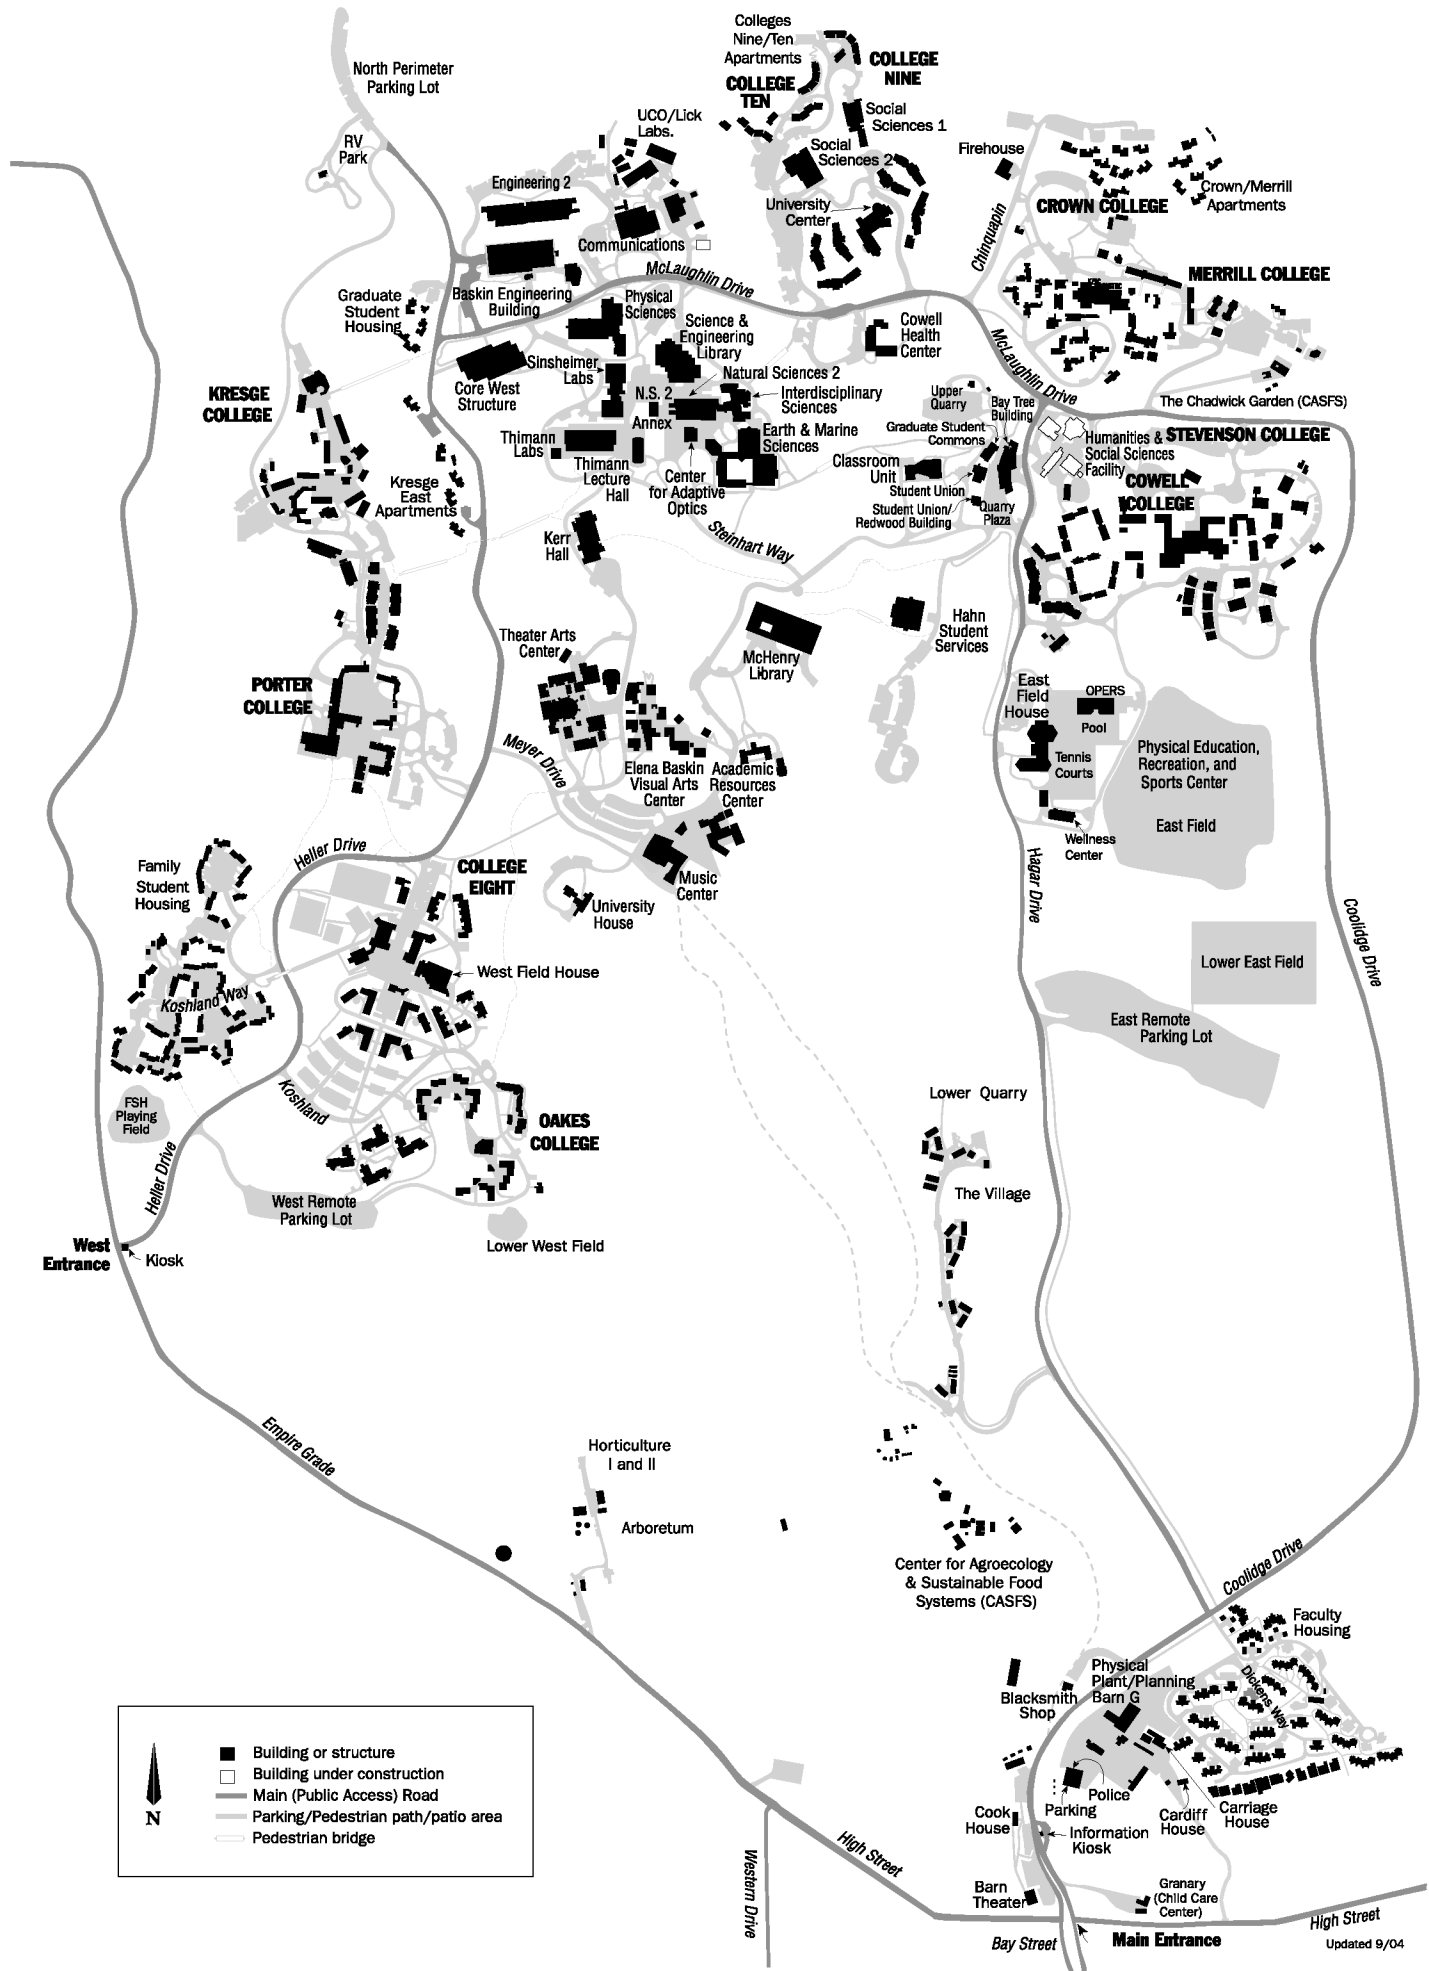 Colleges
Nine/Ten
Apartments
COLLEGE
NINE
COLLEGE
TEN
North Perimeter
Parking Lot
Social
Sciences 1
UCO/Lick
Labs.
RV
Park
Social
Sciences 2
Firehouse
Engineering 2
Crown/Merrill
Apartments
University
Center
CROWN COLLEGE
Chinquapin
Communications
McLaughlin Drive
MERRILL COLLEGE
Graduate
Student
Housing
Baskin Engineering
Building
Physical
Sciences
Science &
Engineering
Library
Cowell
Health
Center
McLaughlin Drive
Sinsheimer
Labs
Core West
Structure
Natural Sciences 2
N.S. 2
Annex
Interdisciplinary
Sciences
KRESGE
COLLEGE
Upper
Quarry
Bay Tree
Building
The Chadwick Garden (CASFS)
Graduate Student
Commons
Thimann
Labs
Earth & Marine
Sciences
Humanities &
Social Sciences
Facility
STEVENSON COLLEGE
Thimann
Lecture
Hall
Center
for Adaptive
Optics
Classroom
Unit
Student Union
COWELL
COLLEGE
Kresge
East
Apartments
Student Union/
Redwood Building
Quarry
Plaza
Steinhart Way
Kerr
Hall
Hahn
Student
Services
Theater Arts
Center
McHenry
Library
PORTER
COLLEGE
East
Field
House
OPERS
Pool
Meyer Drive
Tennis
Courts
Physical Education,
Recreation, and
Sports Center
Elena Baskin
Visual Arts
Center
Academic
Resources
Center
East Field
Wellness
Center
Heller Drive
Family
Student
Housing
COLLEGE
EIGHT
Music
Center
Hagar Drive
University
House
Coolidge Drive
West Field House
Lower East Field
Koshland Way
East Remote
Parking Lot
Koshland
FSH
Playing
Field
Lower Quarry
OAKES
COLLEGE
Heller Drive
West Remote
Parking Lot
The Village
West
Entrance
Kiosk
Lower West Field
Empire Grade
Horticulture
I and II
Arboretum
Center for Agroecology
& Sustainable Food
Systems (CASFS)
Coolidge Drive
Faculty
Housing
Physical
Plant/Planning
Barn G
Dickens Way
Blacksmith
Shop
Building or structure
Building under construction
Main (Public Access) Road
Parking/Pedestrian path/patio area
Pedestrian bridge
N
Police
Parking
Cardiff
House
Carriage
House
Cook
House
Information
Kiosk
High Street
Western Drive
Barn
Theater
Granary
(Child Care
Center)
High Street
Bay Street
Main Entrance
Updated 9/04